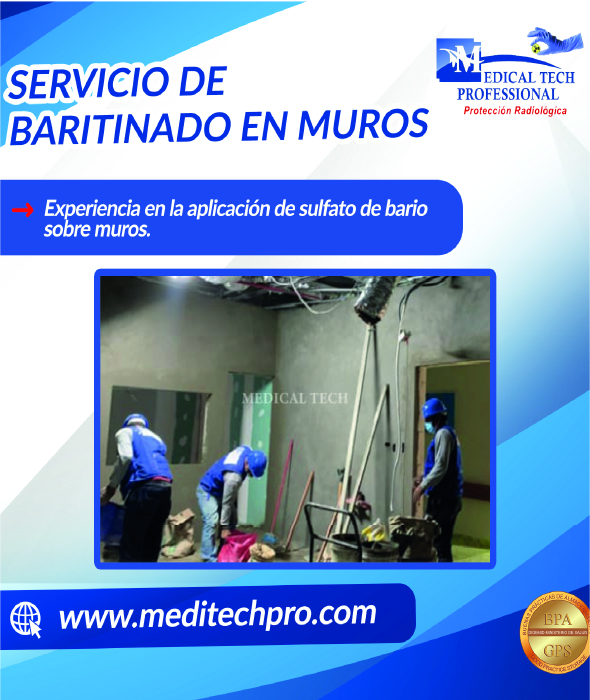 SERVICIO DE
BARITINADO EN MUROS
MEDICAL TECH
PROFESSIONAL
Protección Radiológica
Experiencia en la aplicación de sulfato de bario
sobre muros.
MEDICAL TECH
www.meditechpro.com
BPA
GPS